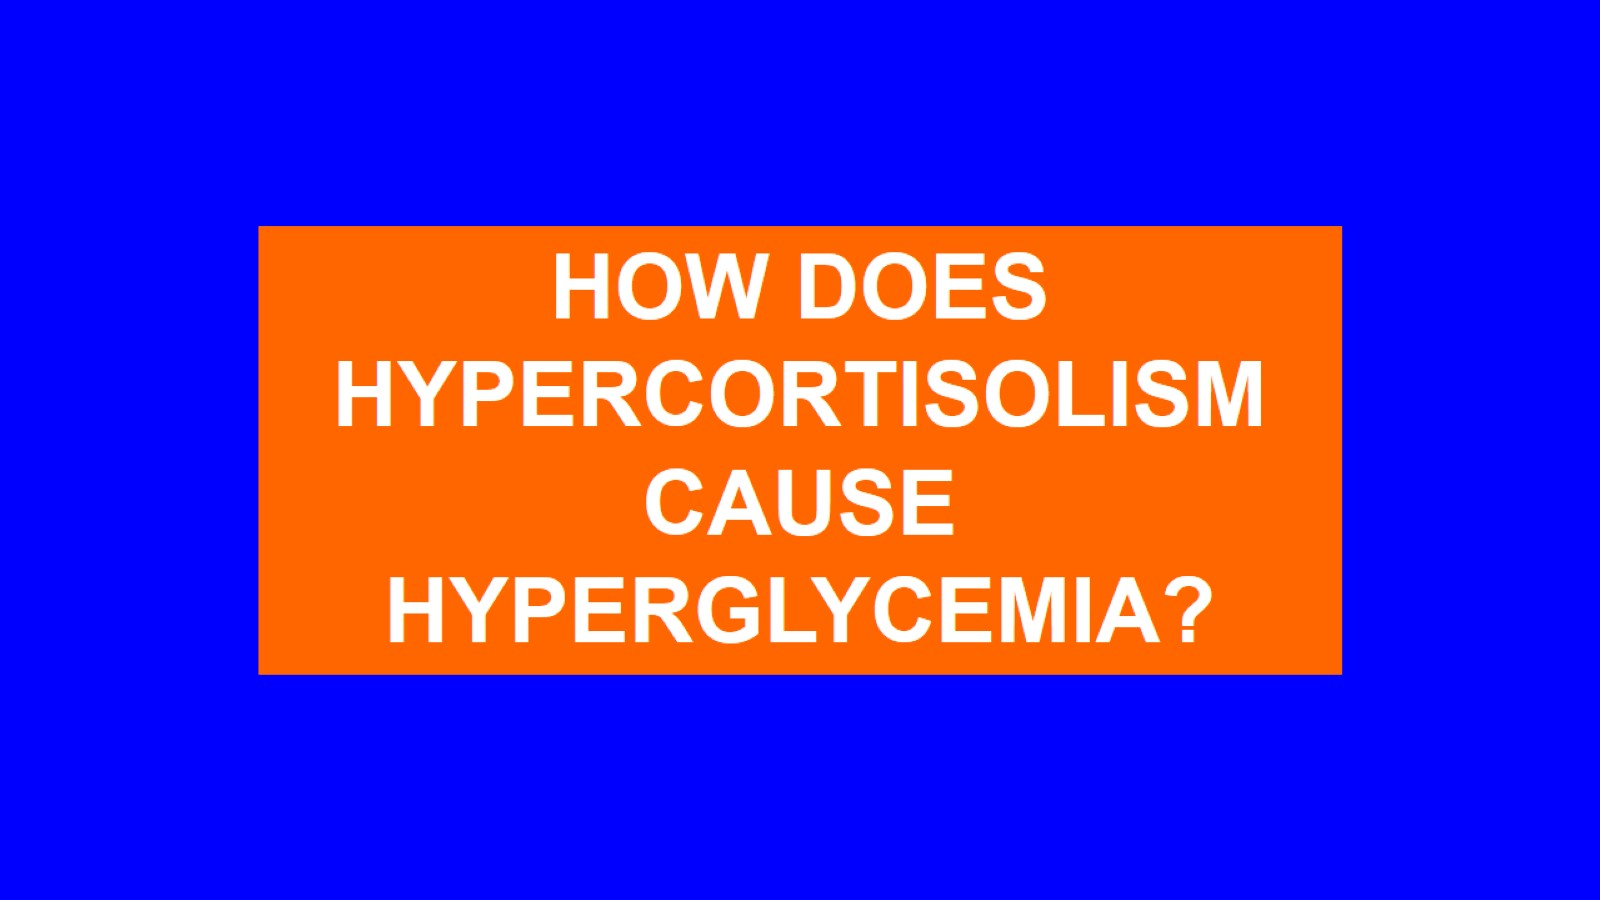 HOW DOES
HYPERCORTISOLISM
CAUSE
HYPERGLYCEMIA?